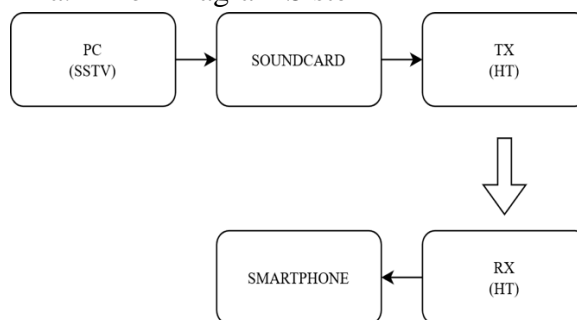 PC
(SSTV)
SOUNDCARD
TX
(HT)
SMARTPHONE
RX
(HT)